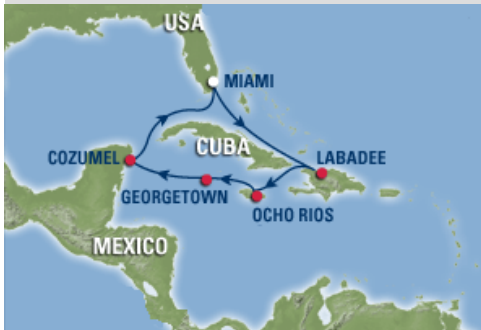 USA
MIAMI
CUBA
COZUMEL
LABADEE
GEORGETOWN
OCHO RIOS
MEXICO